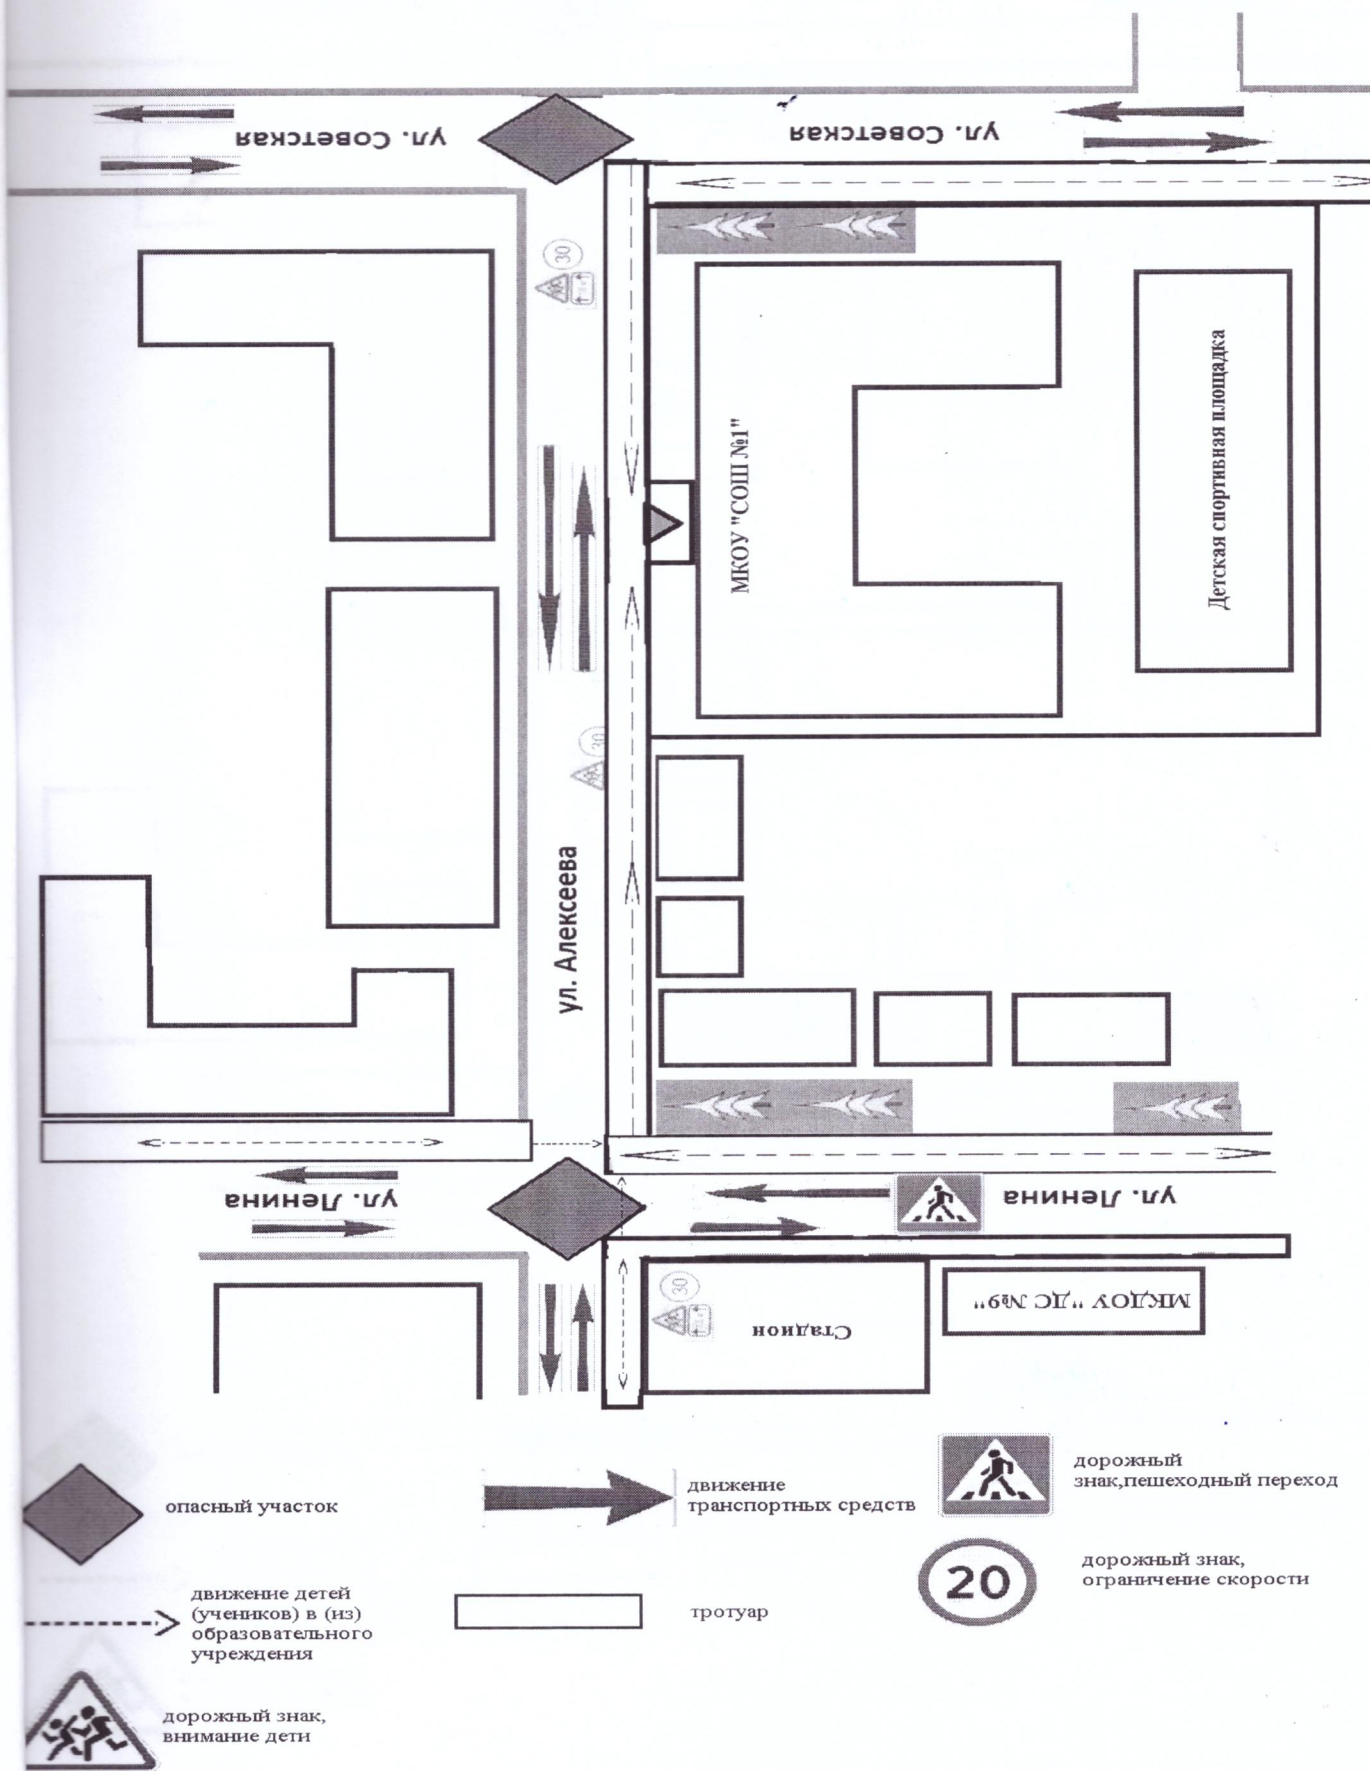 ул. Советская
ул. Советская
30
МКОУ "СОШ №1"
Детская спортивная площадка
30
ул. Алексеева
ул. Ленина
ул. Ленина
30
Стадион
МКДОУ "ДС №9"
опасный участок
движение
транспортных средств
дорожный
знак,пешеходный переход
движение детей
(учеников) в (из)
образовательного
учреждения
тротуар
20
дорожный знак,
ограничение скорости
дорожный знак,
внимание дети